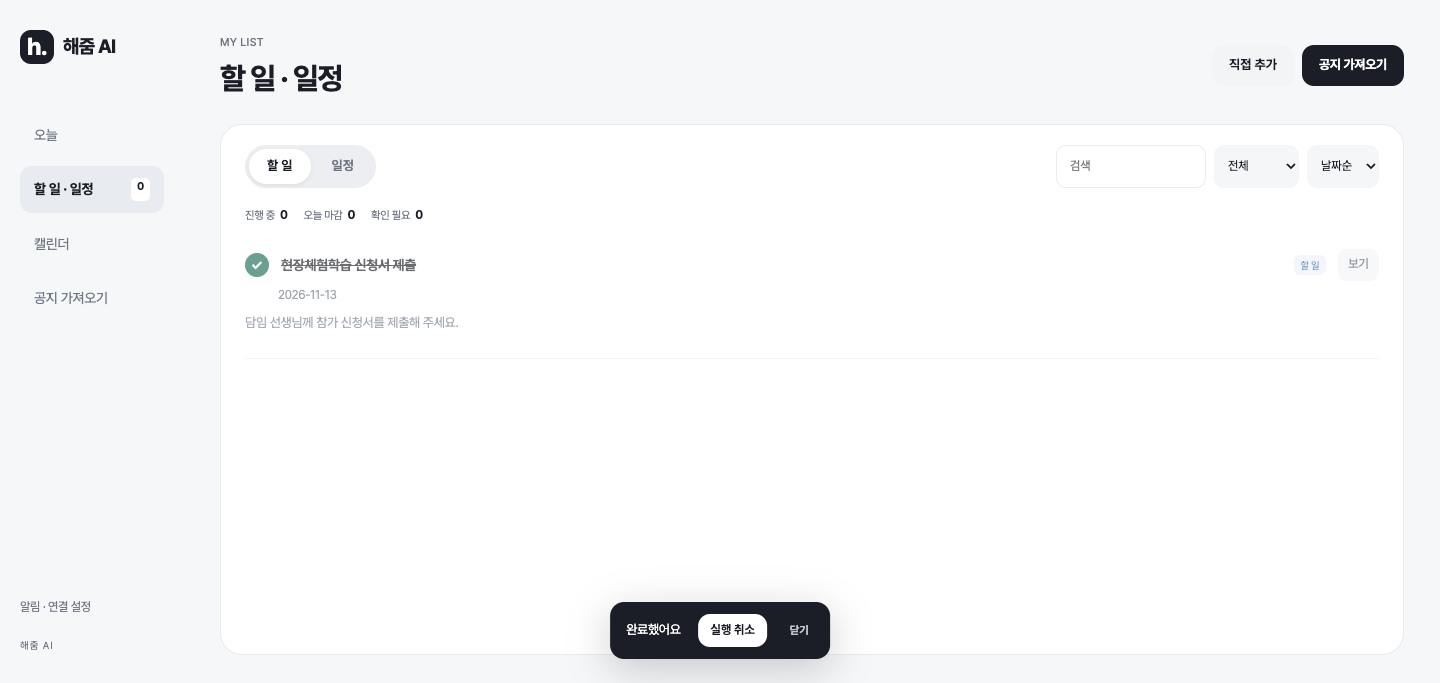 h. 해줌 AI
오늘
할 일 · 일정 0
캘린더
공지 가져오기
알림 · 연결 설정
해줌 AI
MY LIST
할 일 · 일정
직접 추가 공지 가져오기
할 일 일정
검색 전체 날짜순
진행 중 0 오늘 마감 0 확인 필요 0
현장체험학습 신청서 제출 할 일 보기
2026-11-13
담임 선생님께 참가 신청서를 제출해 주세요.
완료했어요 실행 취소 닫기